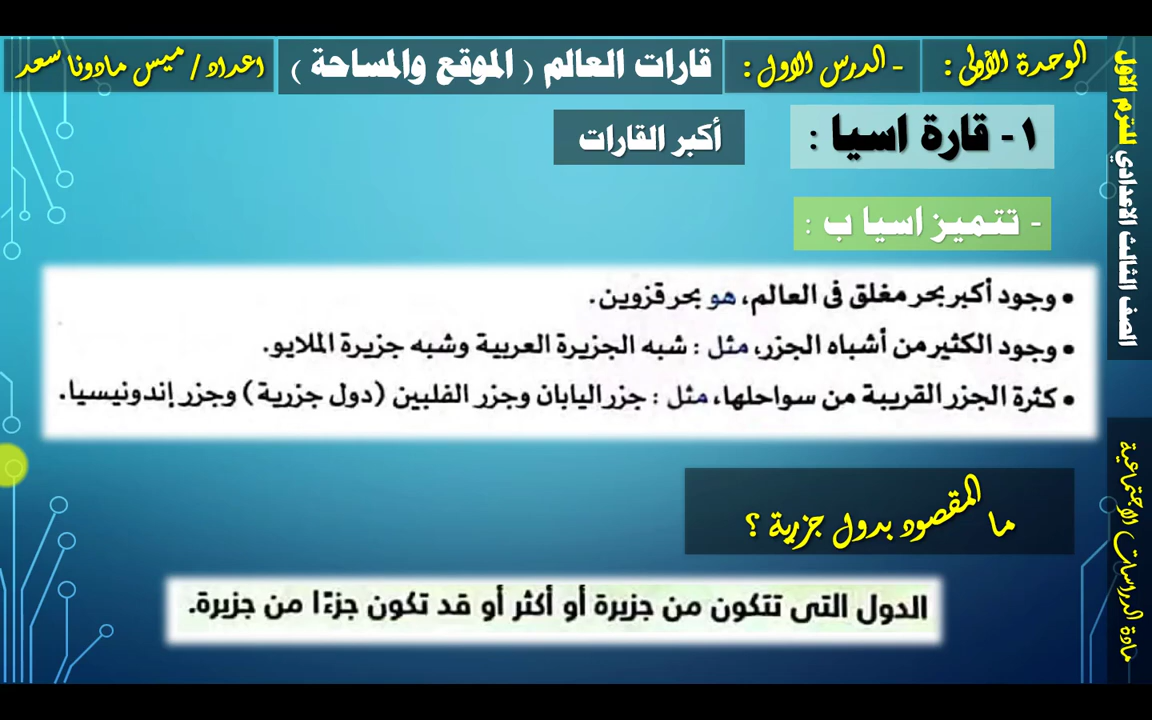 الوحدة الأولى :
- الدرس الاول :
قارات العالم ( الموقع والمساحة )
اعداد / ميس مادونا سعد
١- قارة اسيا :
أكبر القارات
- تتميز اسيا ب :
• وجود أكبر بحر مغلق فى العالم، هو بحر قزوين.
• وجود الكثير من أشباه الجزر، مثل : شبه الجزيرة العربية وشبه جزيرة الملايو.
• كثرة الجزر القريبة من سواحلها، مثل : جزر اليابان وجزر الفلبين (دول جزرية) وجزر إندونيسيا.
ما المقصود بدول جزرية ؟
الدول التى تتكون من جزيرة أو أكثر أو قد تكون جزءًا من جزيرة.
الصف الثالث الاعدادي للترم الاول
مادة الدراسات الاجتماعية